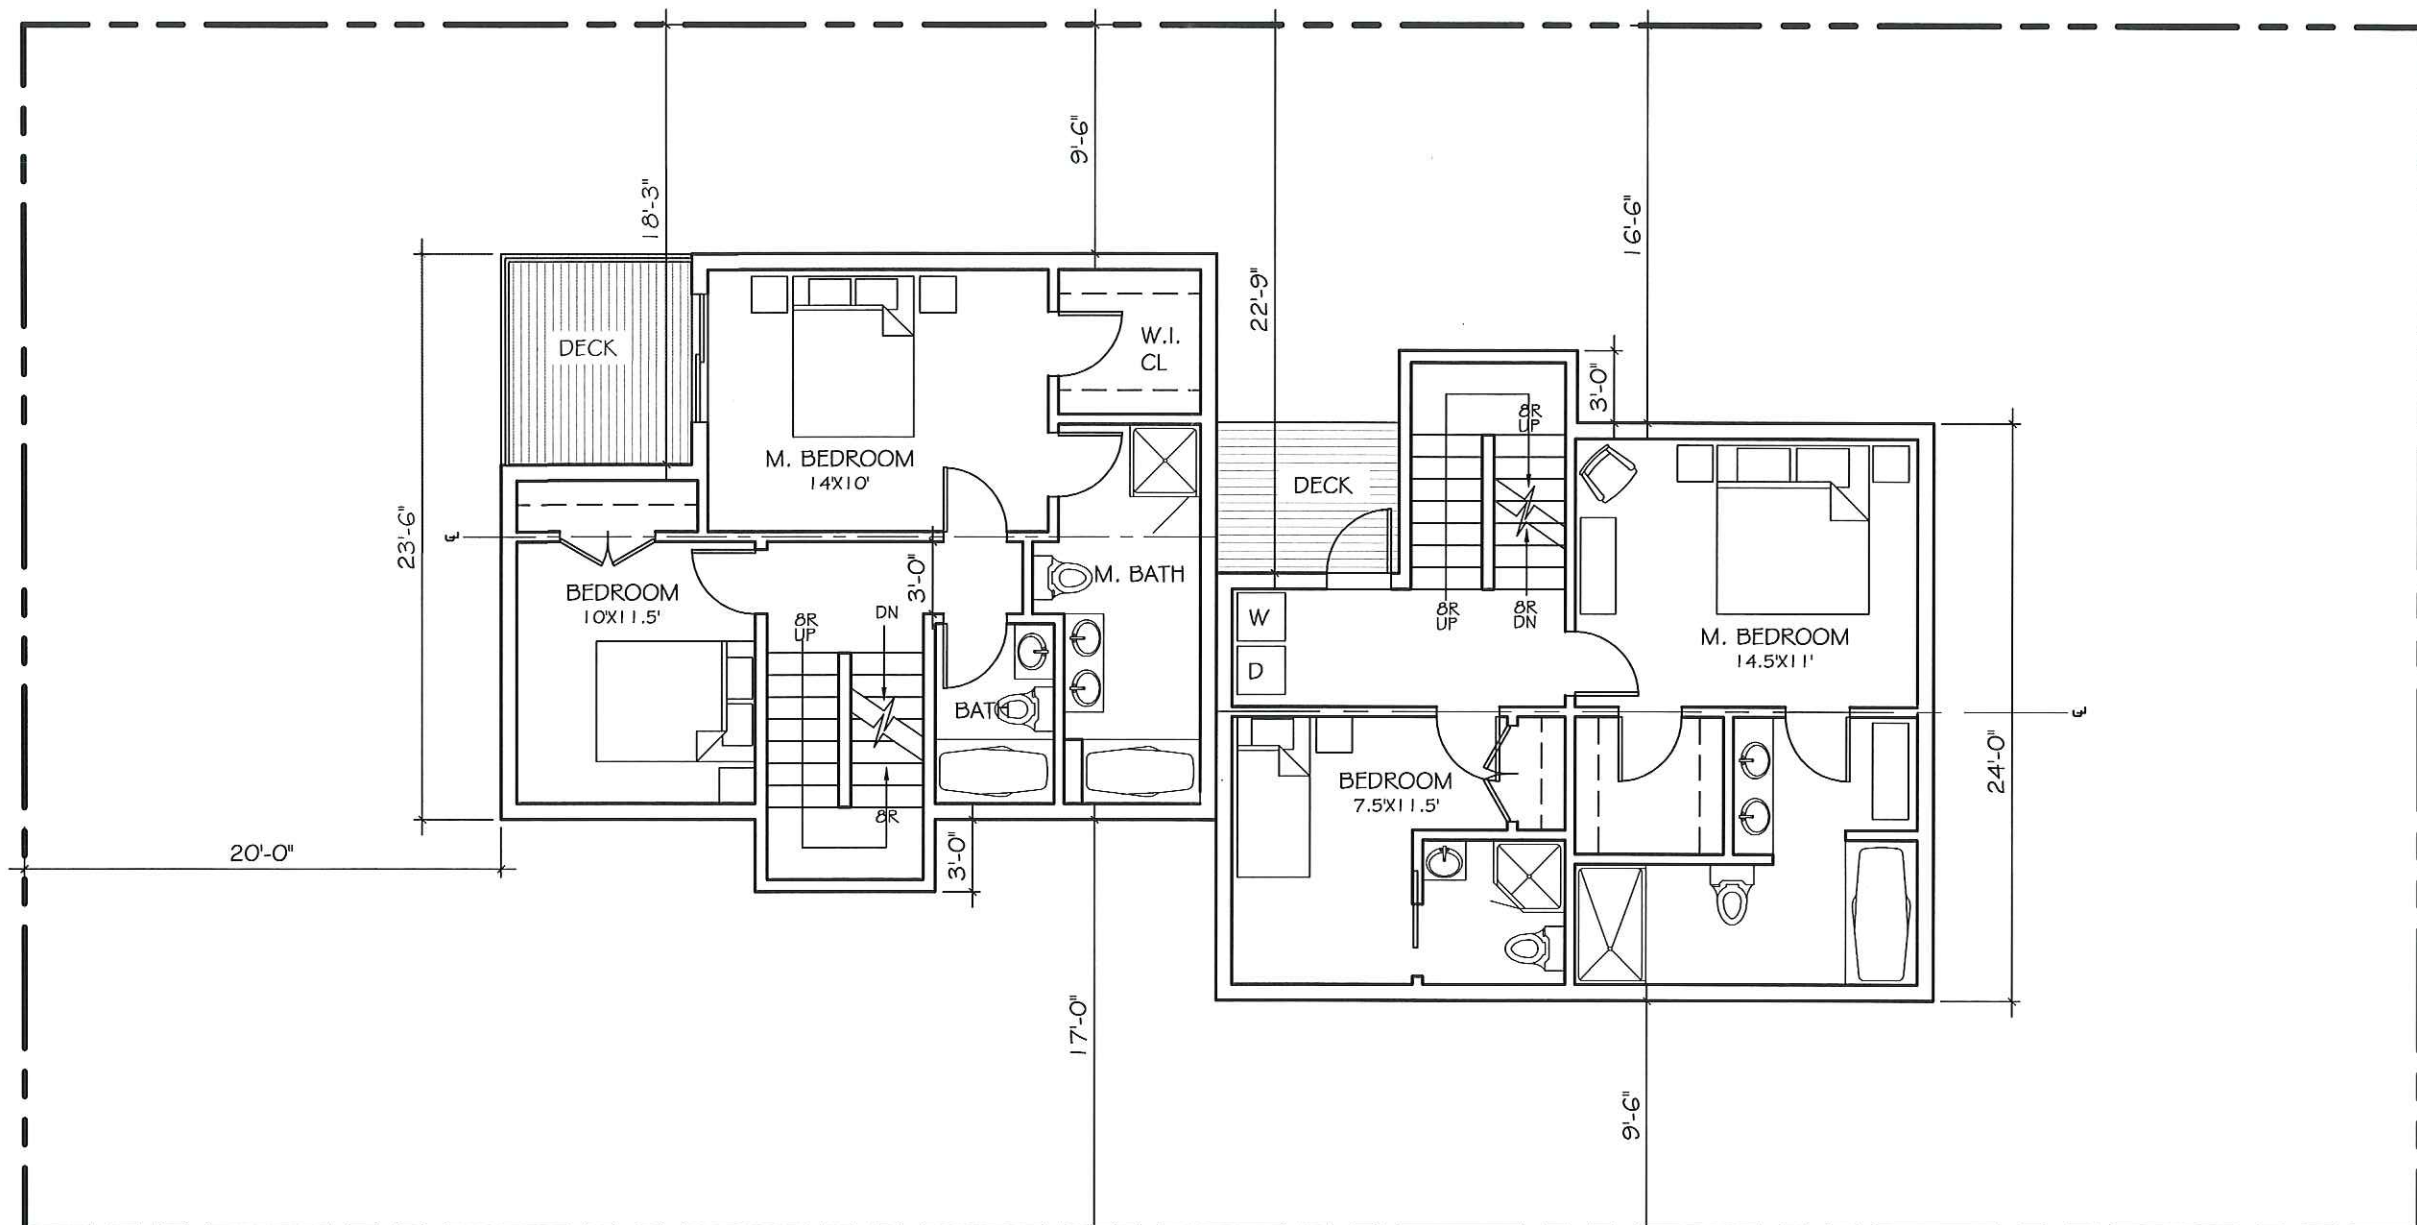 9'-6"
18'-3"
16'-6"
22'-9"
3'-0"
DECK
W.I.
CL
8R
UP
M. BEDROOM
14'X10'
DECK
23'-6"
℄
3'-0"
M. BATH
BEDROOM
10'X11.5'
8R
UP
DN
W
8R
UP
8R
DN
M. BEDROOM
14.5'X11'
D
BATH
℄
24'-0"
BEDROOM
7.5'X11.5'
8R
20'-0"
3'-0"
17'-0"
9'-6"